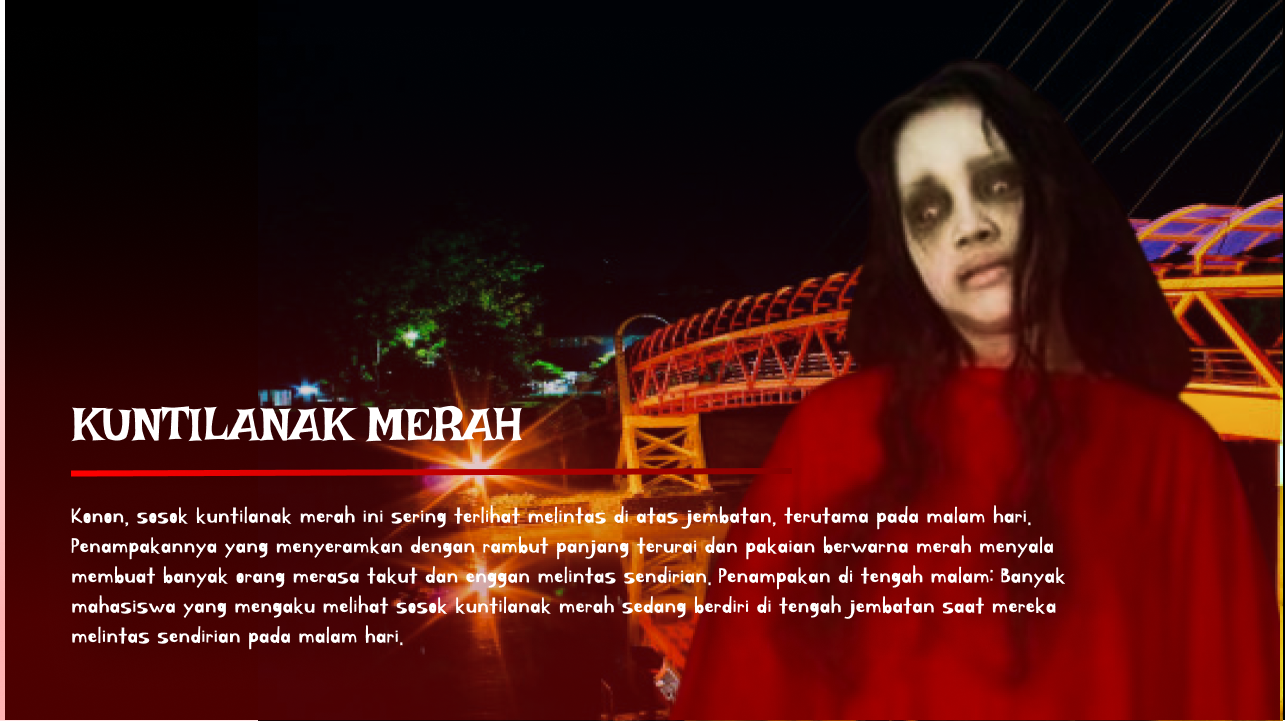 KUNTILANAK MERAH
Konon, sosok kuntilanak merah ini sering terlihat melintas di atas jembatan, terutama pada malam hari.
Penampakannya yang menyeramkan dengan rambut panjang terurai dan pakaian berwarna merah menyala
membuat banyak orang merasa takut dan enggan melintas sendirian. Penampakan di tengah malam: Banyak
mahasiswa yang mengaku melihat sosok kuntilanak merah sedang berdiri di tengah jembatan saat mereka
melintas sendirian pada malam hari.